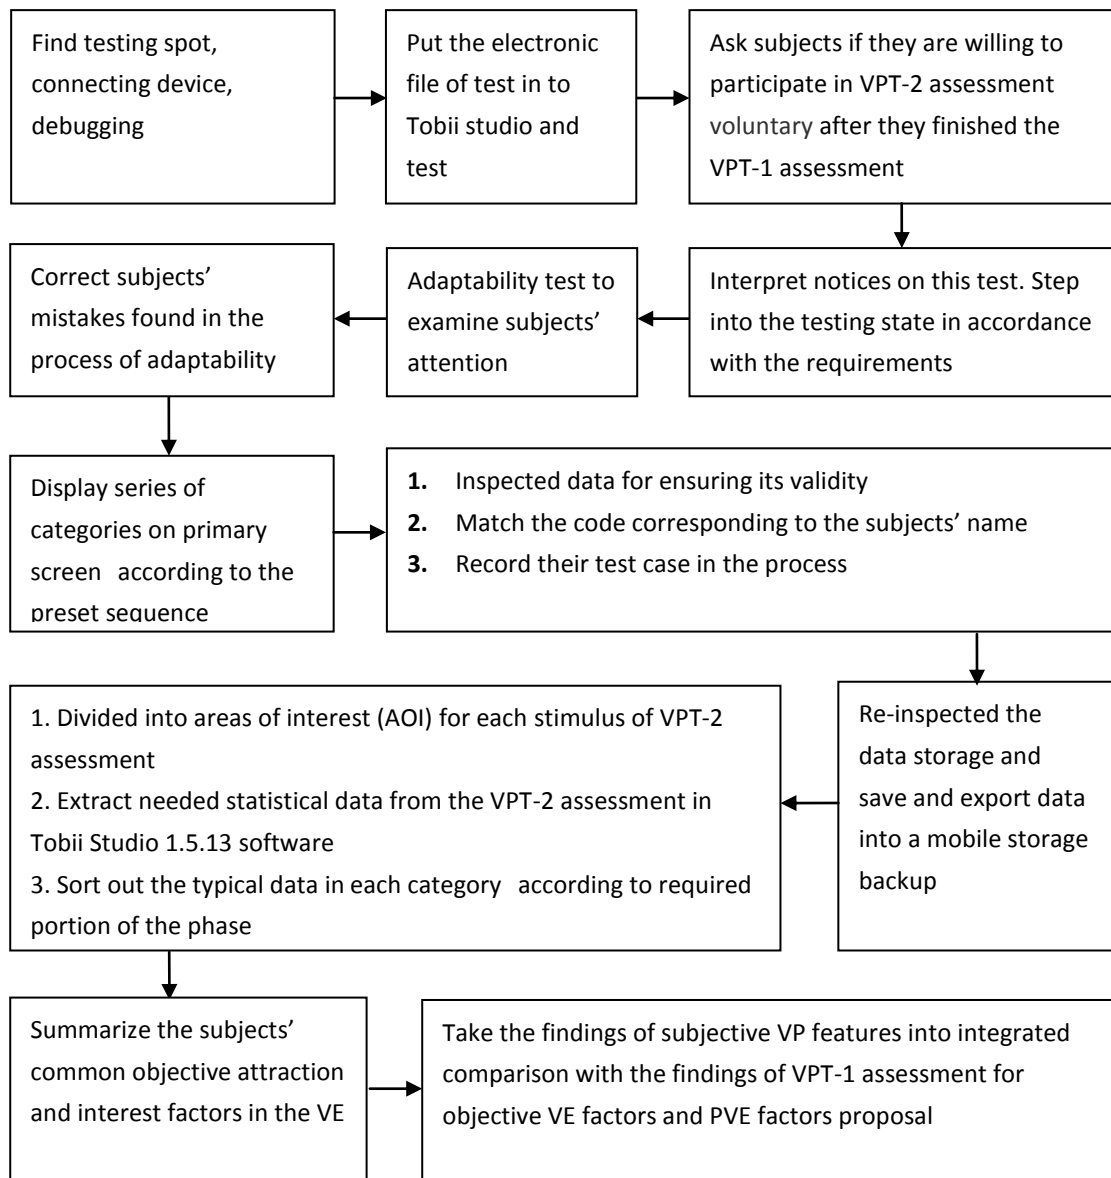 Find testing spot,
connecting device,
debugging
Put the electronic
file of test in to
Tobii studio and
test
Ask subjects if they are willing to
participate in VPT-2 assessment
voluntary after they finished the
VPT-1 assessment
Interpret notices on this test. Step
into the testing state in accordance
with the requirements
Adaptability test to
examine subjects’
attention
Correct subjects’
mistakes found in the
process of adaptability
Display series of
categories on primary
screen according to the
preset sequence
1. Inspected data for ensuring its validity
2. Match the code corresponding to the subjects’ name
3. Record their test case in the process
Re-inspected the
data storage and
save and export data
into a mobile storage
backup
1. Divided into areas of interest (AOI) for each stimulus of VPT-2
assessment
2. Extract needed statistical data from the VPT-2 assessment in
Tobii Studio 1.5.13 software
3. Sort out the typical data in each category according to required
portion of the phase
Summarize the subjects’
common objective attraction
and interest factors in the VE
Take the findings of subjective VP features into integrated
comparison with the findings of VPT-1 assessment for
objective VE factors and PVE factors proposal